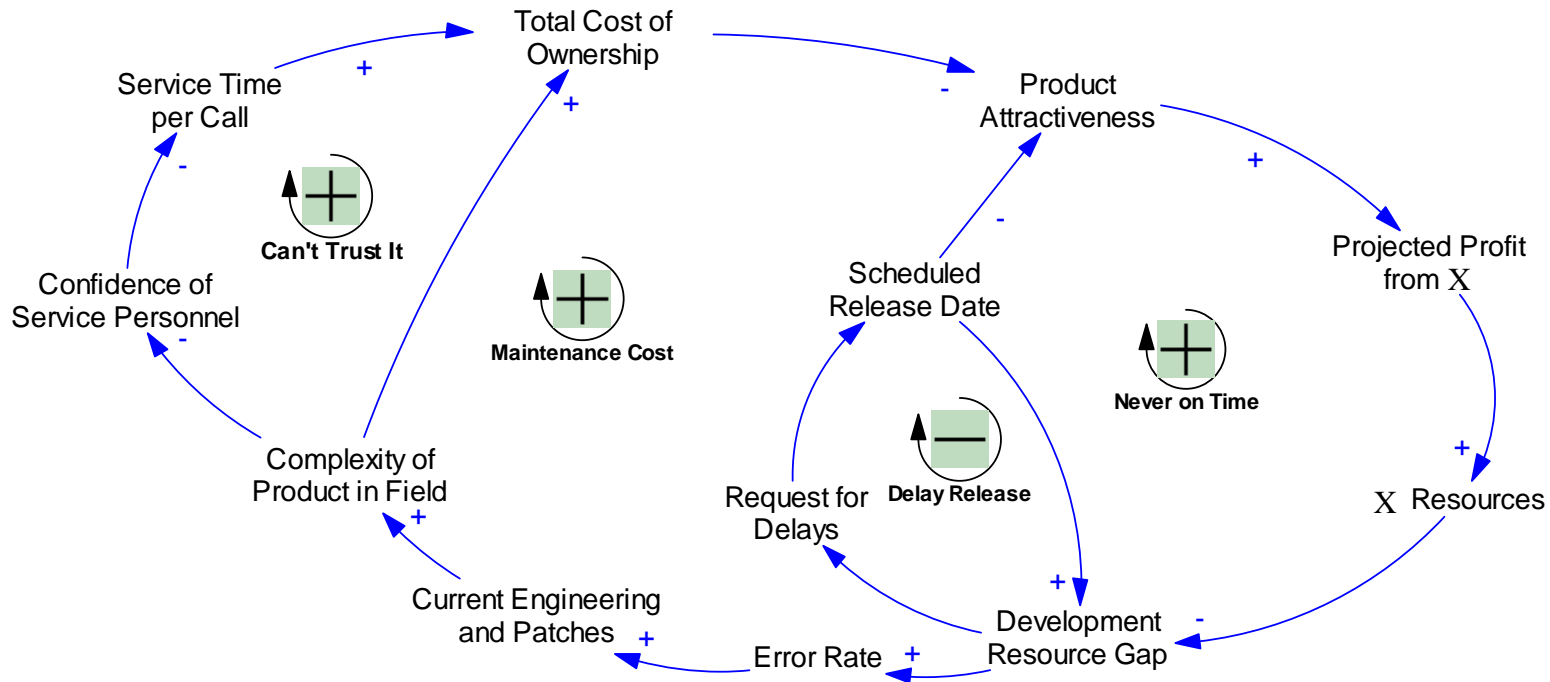 Total Cost of
Ownership
+
-
+
Service Time
per Call
Product
Attractiveness
+
-
Can't Trust It
-
Projected Profit
from X
Confidence of
Service Personnel
-
Scheduled
Release Date
Maintenance Cost
Never on Time
+
Complexity of
Product in Field
+
Request for
Delays
Delay Release
X Resources
+
-
Current Engineering
and Patches
+
Error Rate
+
Development
Resource Gap